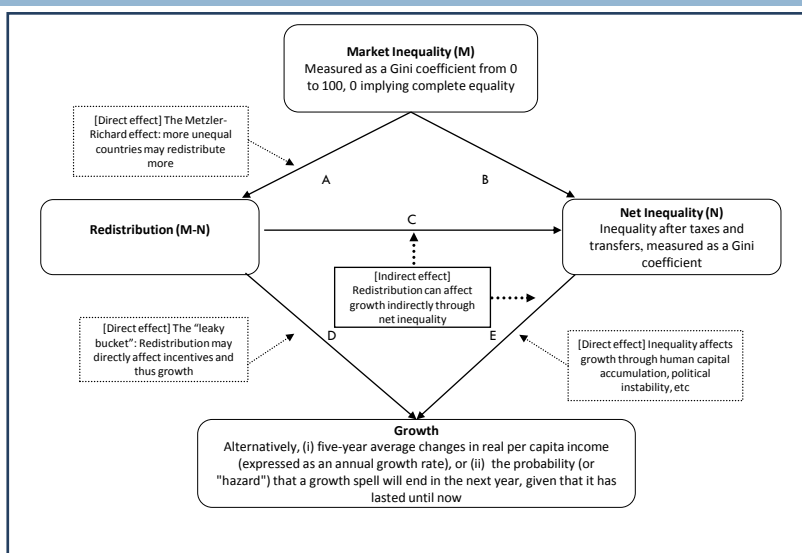 Market Inequality (M)
Measured as a Gini coefficient from 0
to 100, 0 implying complete equality
[Direct effect] The Metzler-
Richard effect: more unequal
countries may redistribute
more
A
B
Redistribution (M-N)
C
Net Inequality (N)
Inequality after taxes and
transfers, measured as a Gini
coefficient
[Indirect effect]
Redistribution can affect
growth indirectly through
net inequality
[Direct effect] The “leaky
bucket”: Redistribution may
directly affect incentives and
thus growth
D
E
[Direct effect] Inequality affects
growth through human capital
accumulation, political
instability, etc
Growth
Alternatively, (i) five-year average changes in real per capita income
(expressed as an annual growth rate), or (ii) the probability (or
"hazard") that a growth spell will end in the next year, given that it has
lasted until now